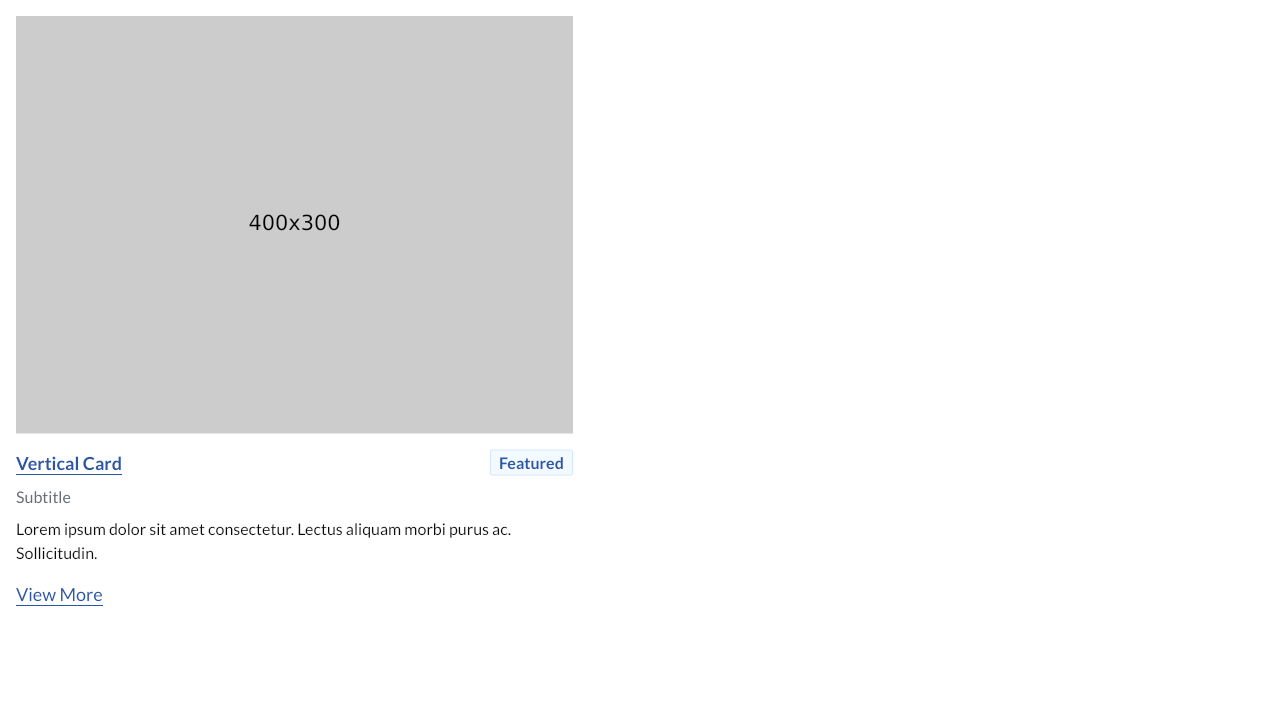 400x300
Vertical Card
Featured
Subtitle
Lorem ipsum dolor sit amet consectetur. Lectus aliquam morbi purus ac.
Sollicitudin.
View More